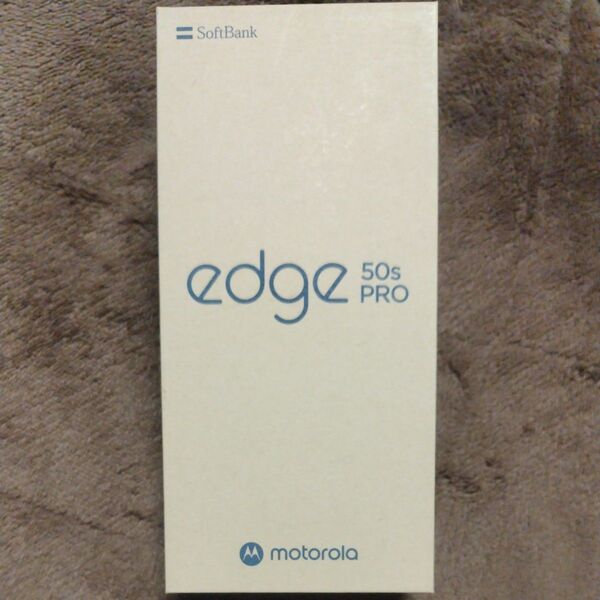 SoftBank
edge 50s
PRO
motorola